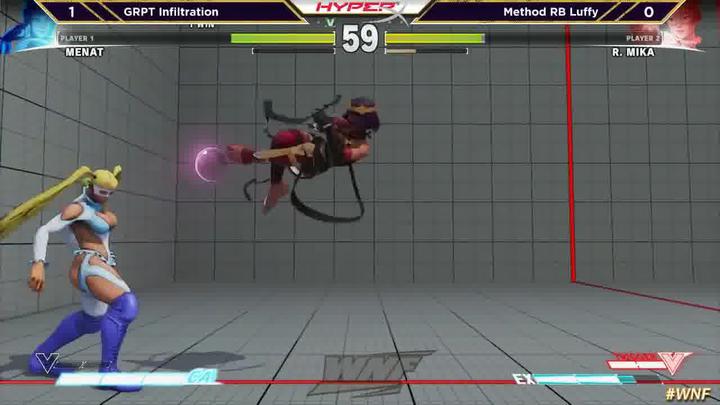 1 GRPT Infiltration HYPER Method RB Luffy 0
1 WIN V
PLAYER 1 59 PLAYER 2
MENAT R. MIKA
V CA WNF EX V
#WNF